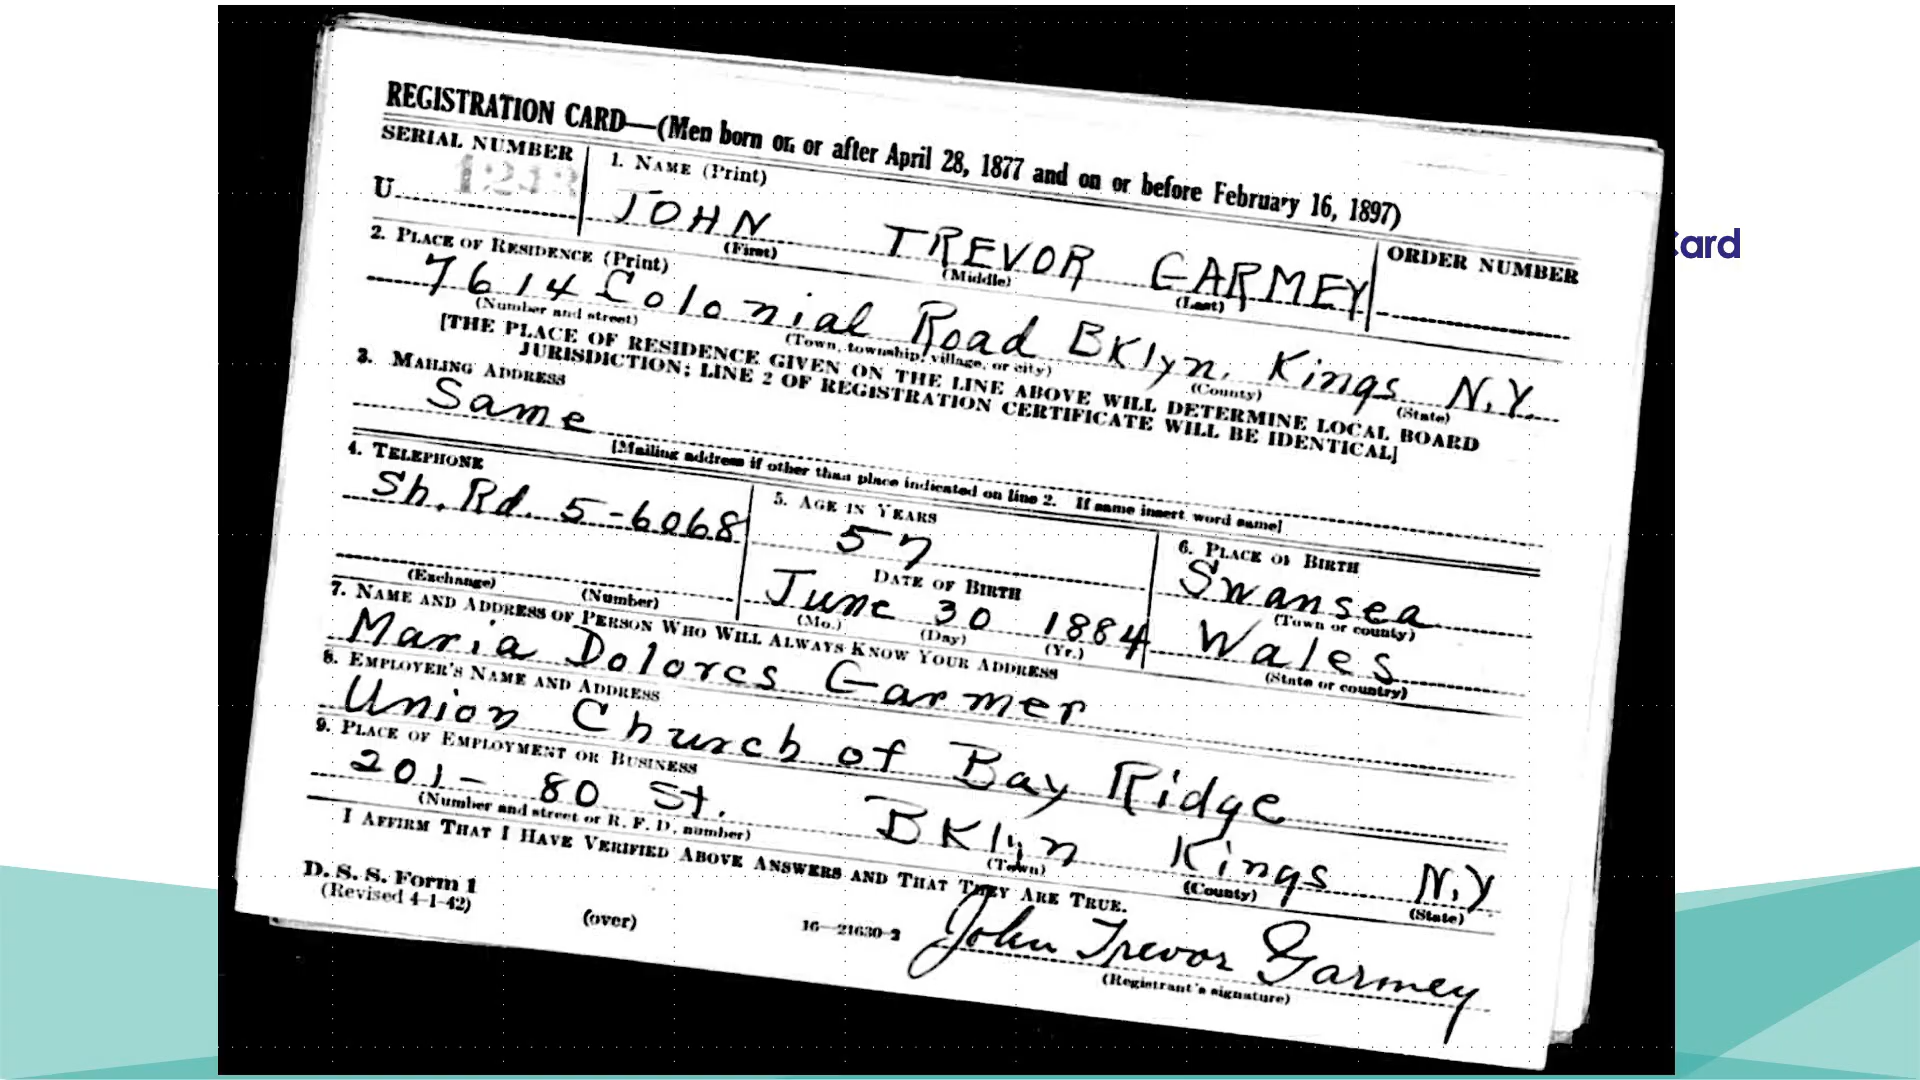 REGISTRATION CARD—(Men born on or after April 28, 1877 and on or before February 16, 1897)
SERIAL NUMBER
U
1. NAME (Print)
JOHN TREVOR GARMEY
(First) (Middle) (Last)
ORDER NUMBER
2. PLACE OF RESIDENCE (Print)
7614 Colonial Road Bklyn. Kings N.Y.
(Number and street) (Town, township, village, or city) (County) (State)
[THE PLACE OF RESIDENCE GIVEN ON THE LINE ABOVE WILL DETERMINE LOCAL BOARD
JURISDICTION; LINE 2 OF REGISTRATION CERTIFICATE WILL BE IDENTICAL]
3. MAILING ADDRESS
Same
[Mailing address if other than place indicated on line 2. If same insert word same]
4. TELEPHONE
Sh. Rd. 5-6068
(Exchange) (Number)
5. AGE IN YEARS
57
DATE OF BIRTH
June 30 1884
(Mo.) (Day) (Yr.)
6. PLACE OF BIRTH
Swansea
(Town or county)
Wales
(State or country)
7. NAME AND ADDRESS OF PERSON WHO WILL ALWAYS KNOW YOUR ADDRESS
Maria Dolores Garmer
8. EMPLOYER'S NAME AND ADDRESS
Union Church of Bay Ridge
9. PLACE OF EMPLOYMENT OR BUSINESS
201- 80 St. BKlyn Kings N.Y
(Number and street or R. F. D. number) (Town) (County) (State)
I AFFIRM THAT I HAVE VERIFIED ABOVE ANSWERS AND THAT THEY ARE TRUE.
D. S. S. Form 1
(Revised 4-1-42)
(over)
16—21630-2
John Trevor Garmey
(Registrant's signature)
Card